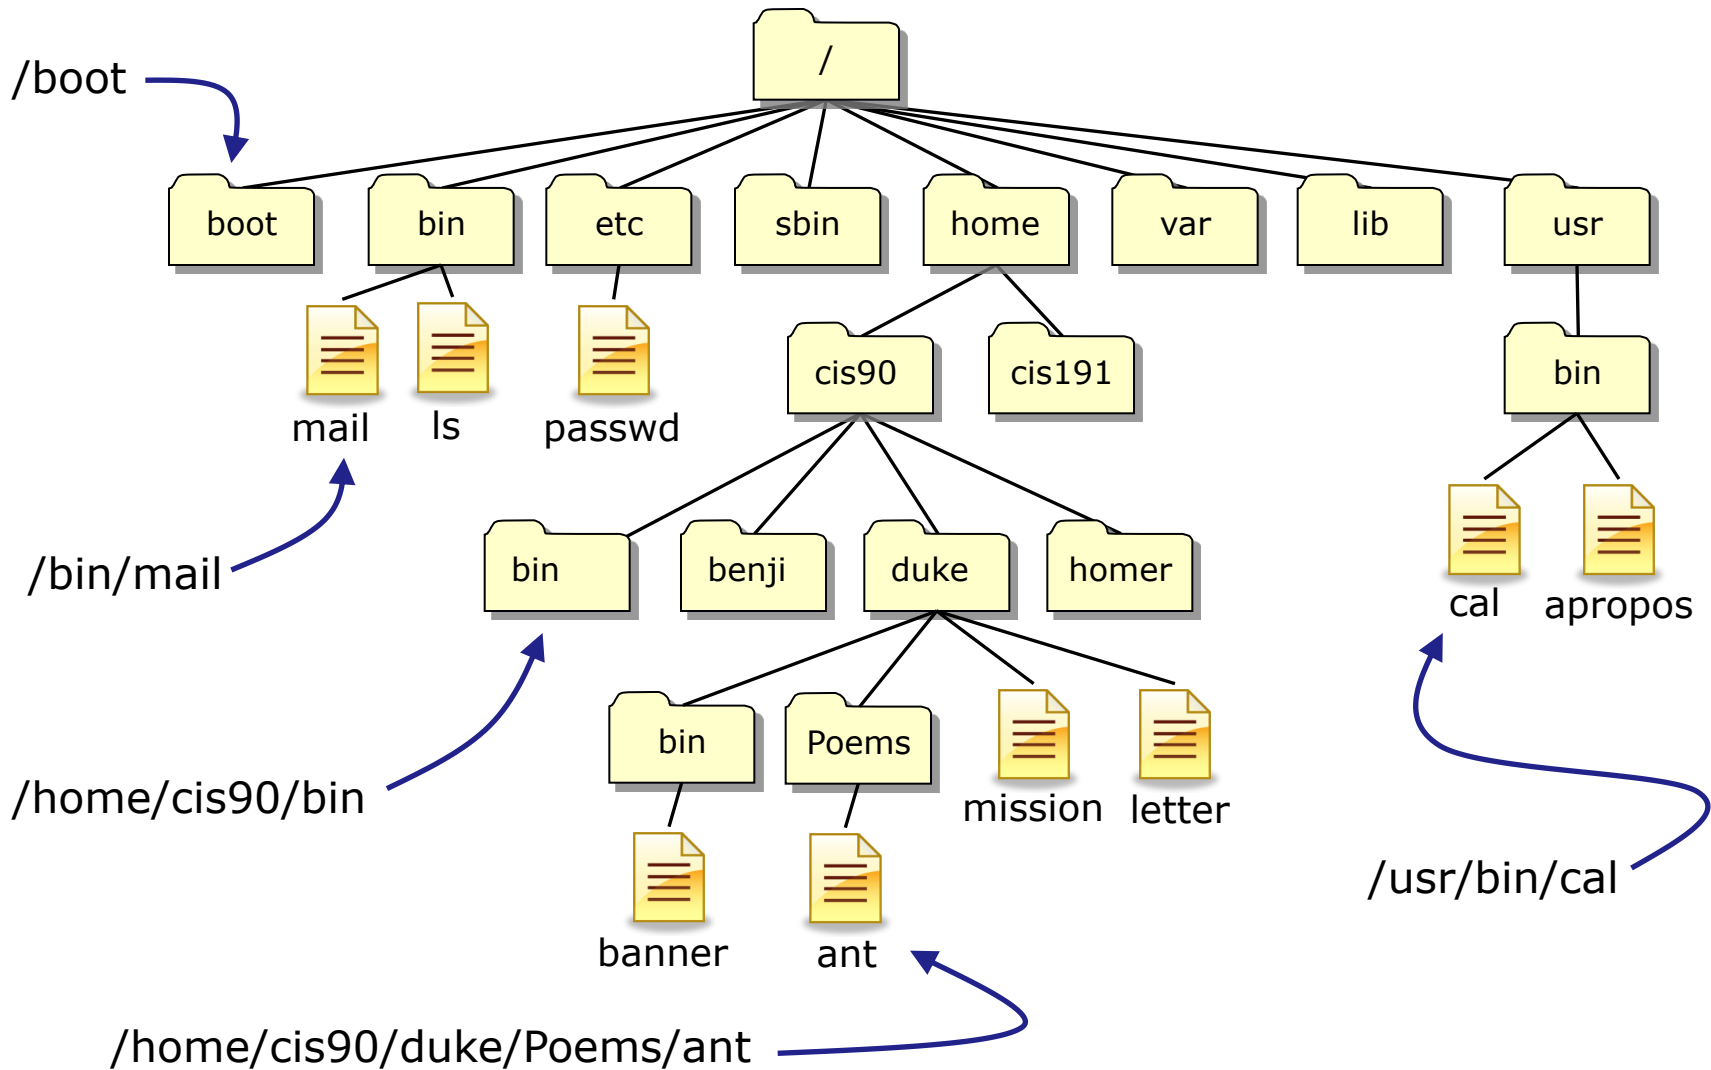 /
/boot
boot
bin
etc
sbin
home
var
lib
usr
mail
ls
passwd
cis90
cis191
bin
/bin/mail
bin
benji
duke
homer
cal
apropos
/home/cis90/bin
bin
Poems
mission
letter
/usr/bin/cal
banner
ant
/home/cis90/duke/Poems/ant